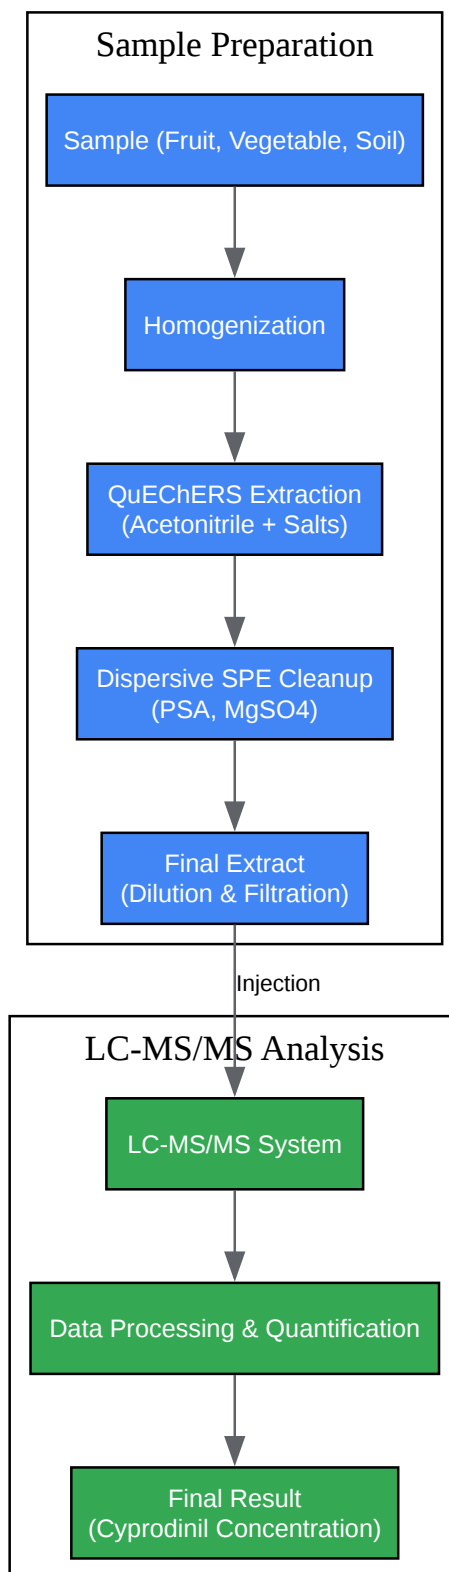 Sample Preparation
Sample (Fruit, Vegetable, Soil)
Homogenization
QuEChERS Extraction
(Acetonitrile + Salts)
Dispersive SPE Cleanup
(PSA, MgSO4)
Final Extract
(Dilution & Filtration)
Injection
LC-MS/MS Analysis
LC-MS/MS System
Data Processing & Quantification
Final Result
(Cyprodinil Concentration)